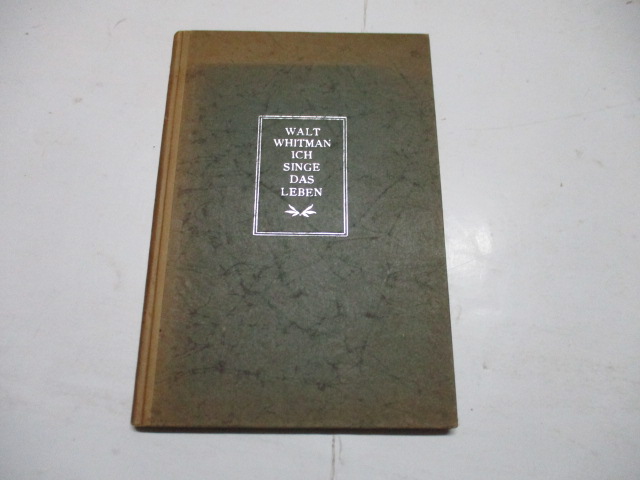 WALT
WHITMAN
ICH
SINGE
DAS
LEBEN